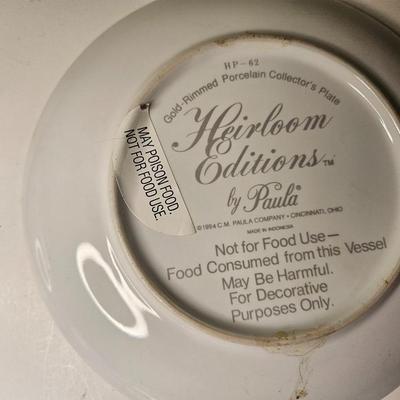 HP-62
Gold-Rimmed Porcelain Collector's Plate
Heirloom
Editions™
by Paula®
©1994 C.M. PAULA COMPANY • CINCINNATI, OHIO
MADE IN INDONESIA
Not for Food Use—
Food Consumed from this Vessel
May Be Harmful.
For Decorative
Purposes Only.
MAY POISON FOOD.
NOT FOR FOOD USE.